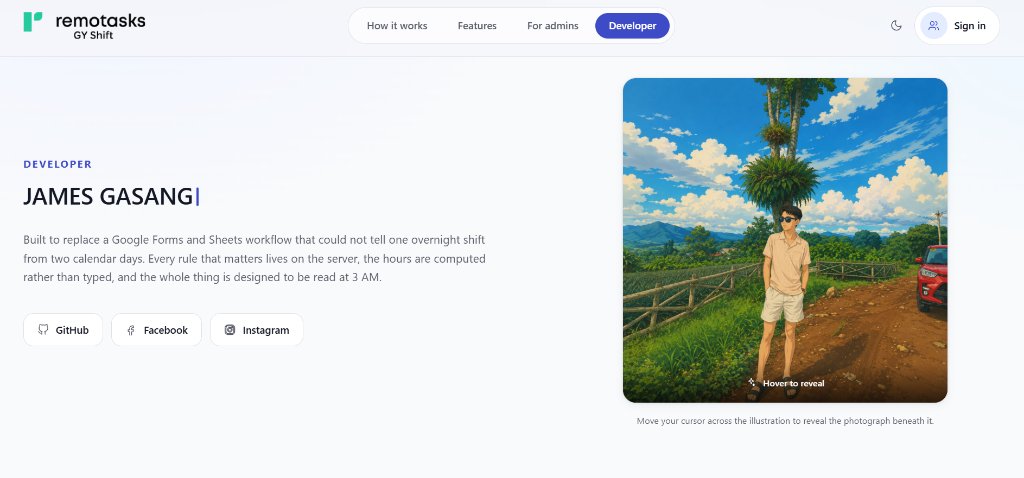 remotasks
GY Shift
How it works
Features
For admins
Developer
Sign in
DEVELOPER
JAMES GASANG
Built to replace a Google Forms and Sheets workflow that could not tell one overnight shift
from two calendar days. Every rule that matters lives on the server, the hours are computed
rather than typed, and the whole thing is designed to be read at 3 AM.
GitHub
Facebook
Instagram
Hover to reveal
Move your cursor across the illustration to reveal the photograph beneath it.